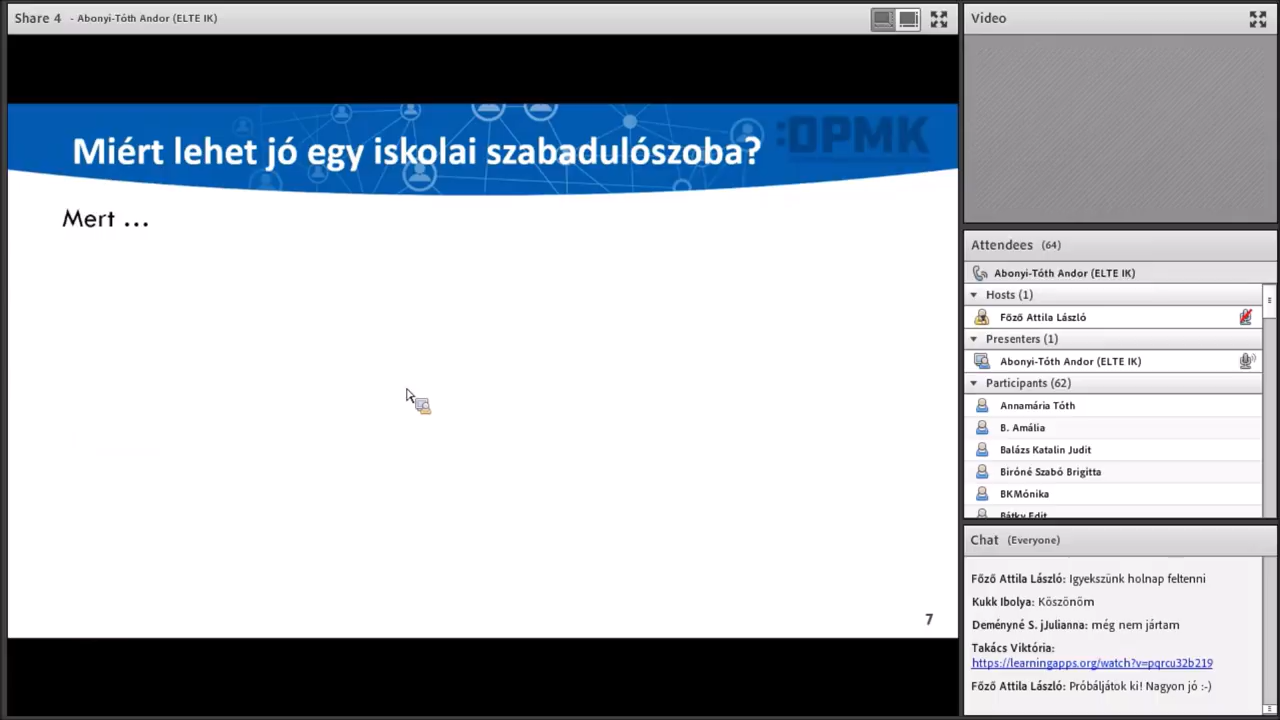 Share 4 - Abonyi-Tóth Andor (ELTE IK)
:OPMK
Miért lehet jó egy iskolai szabadulószoba?
Mert ...
7
Video
Attendees (64)
Abonyi-Tóth Andor (ELTE IK)
Hosts (1)
Főző Attila László
Presenters (1)
Abonyi-Tóth Andor (ELTE IK)
Participants (62)
Annamária Tóth
B. Amália
Balázs Katalin Judit
Biróné Szabó Brigitta
BKMónika
Bátky Edit
Chat (Everyone)
Főző Attila László: Igyekszünk holnap feltenni
Kukk Ibolya: Köszönöm
Deményné S. jJulianna: még nem jártam
Takács Viktória:
https://learningapps.org/watch?v=pqrcu32b219
Főző Attila László: Próbáljátok ki! Nagyon jó :-)